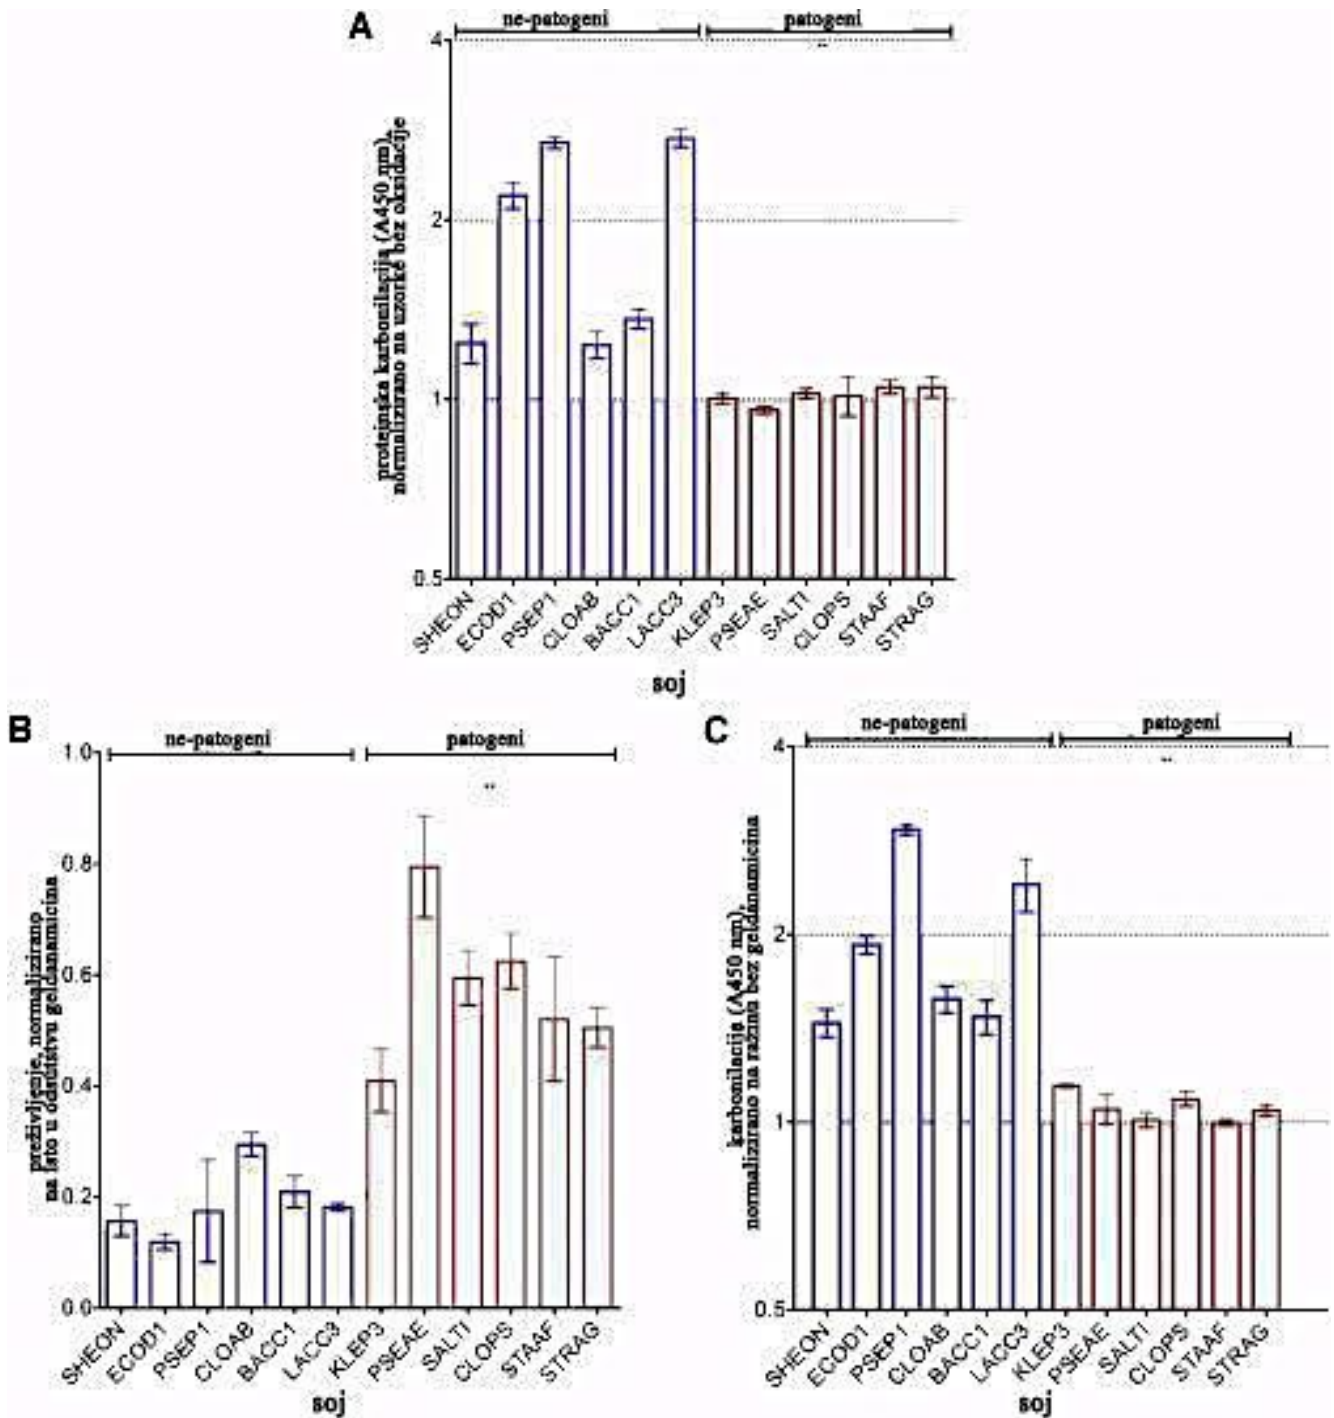 A
ne-patogeni
patogeni
**
4
2
1
0.5
proteinska karbonilacija (A450 nm),
normalizirano na uzorke bez oksidacije
SHEON
ECOD1
PSEP1
CLOAB
BACC1
LACC3
KLEP3
PSEAE
SALTI
CLOPS
STAAF
STRAG
soj
B
ne-patogeni
patogeni
**
1.0
0.8
0.6
0.4
0.2
0.0
preživljenje, normalizirano
na isto u odsutstvu geldanamicina
SHEON
ECOD1
PSEP1
CLOAB
BACC1
LACC3
KLEP3
PSEAE
SALTI
CLOPS
STAAF
STRAG
soj
C
ne-patogeni
patogeni
**
4
2
1
0.5
karbonilacija (A450 nm),
normalizirano na ražinu bez geldanamicina
SHEON
ECOD1
PSEP1
CLOAB
BACC1
LACC3
KLEP3
PSEAE
SALTI
CLOPS
STAAF
STRAG
soj